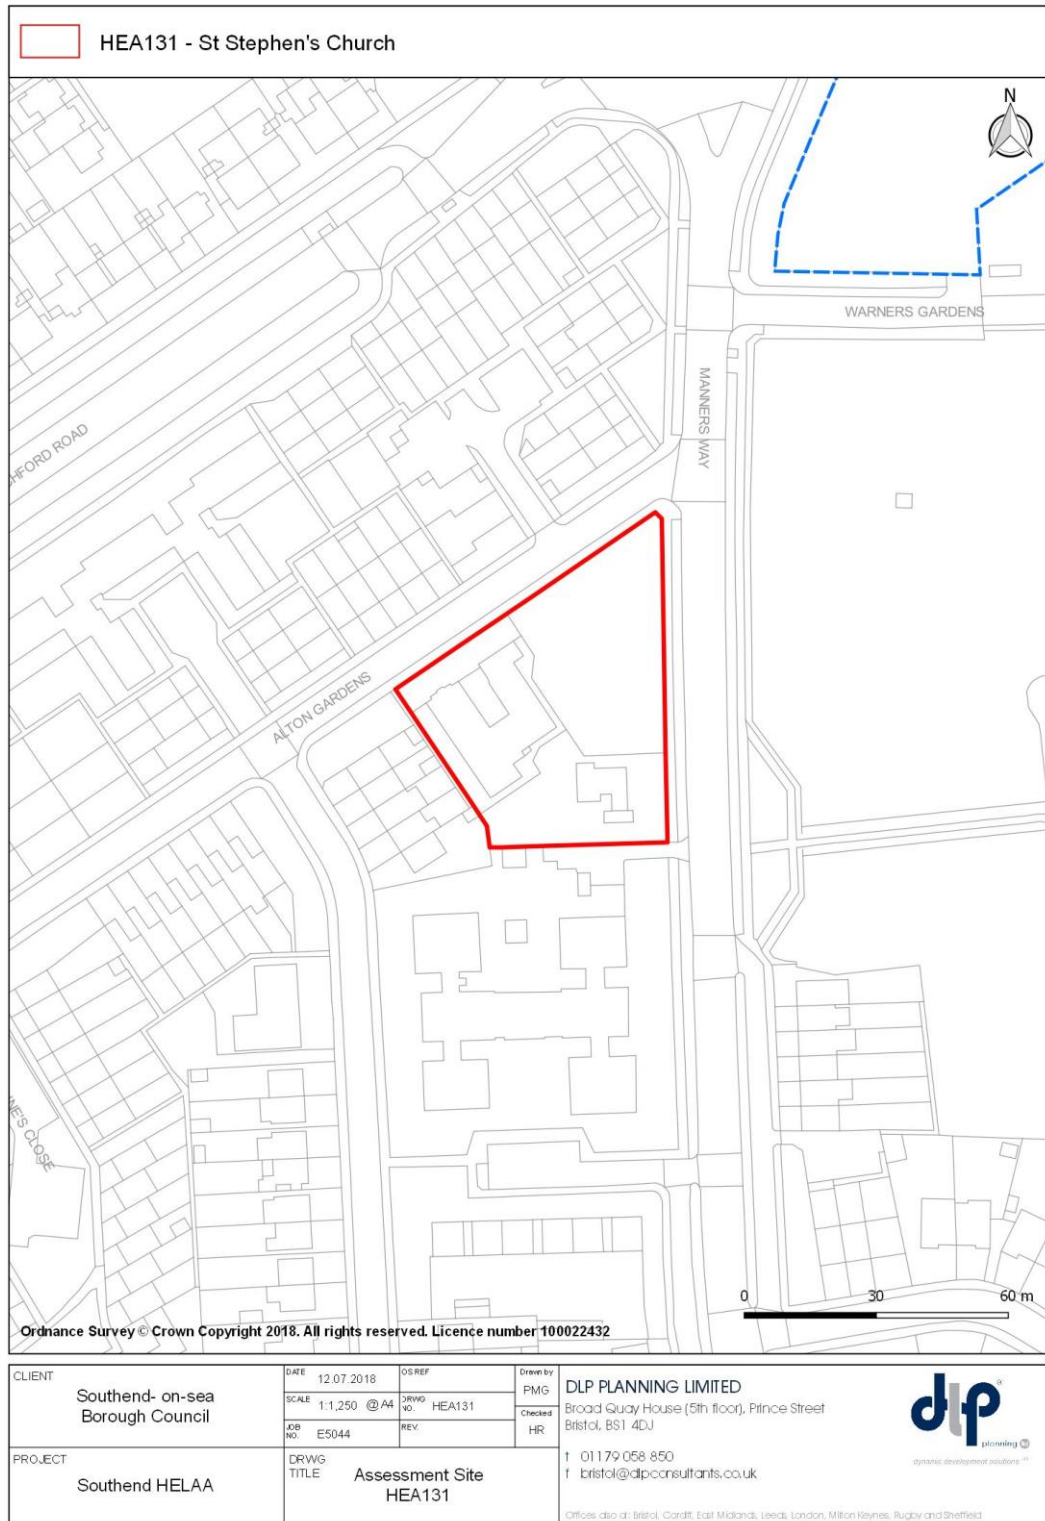 HEA131 - St Stephen's Church
N
WARNERS GARDENS
MANNERS WAY
HFORD ROAD
ALTON GARDENS
NE'S CLOSE
0 30 60 m
Ordnance Survey © Crown Copyright 2018. All rights reserved. Licence number 100022432
CLIENT
Southend- on-sea
Borough Council
DATE 12.07.2018
OS REF
SCALE 1:1,250 @ A4
DRWG NO. HEA131
JOB NO. E5044
REV.
Drawn by
PMG
Checked
HR
PROJECT
Southend HELAA
DRWG TITLE
Assessment Site
HEA131
DLP PLANNING LIMITED
Broad Quay House (5th floor), Prince Street
Bristol, BS1 4DJ
t 01179 058 850
f bristol@dlpconsultants.co.uk
Offices also at: Bristol, Cardiff, East Midlands, Leeds, London, Milton Keynes, Rugby and Sheffield
dlp
planning
dynamic development solutions